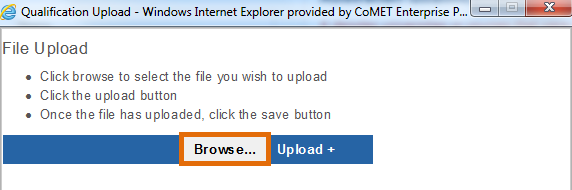 Qualification Upload - Windows Internet Explorer provided by CoMET Enterprise P...
File Upload
Click browse to select the file you wish to upload
Click the upload button
Once the file has uploaded, click the save button
Browse... Upload +